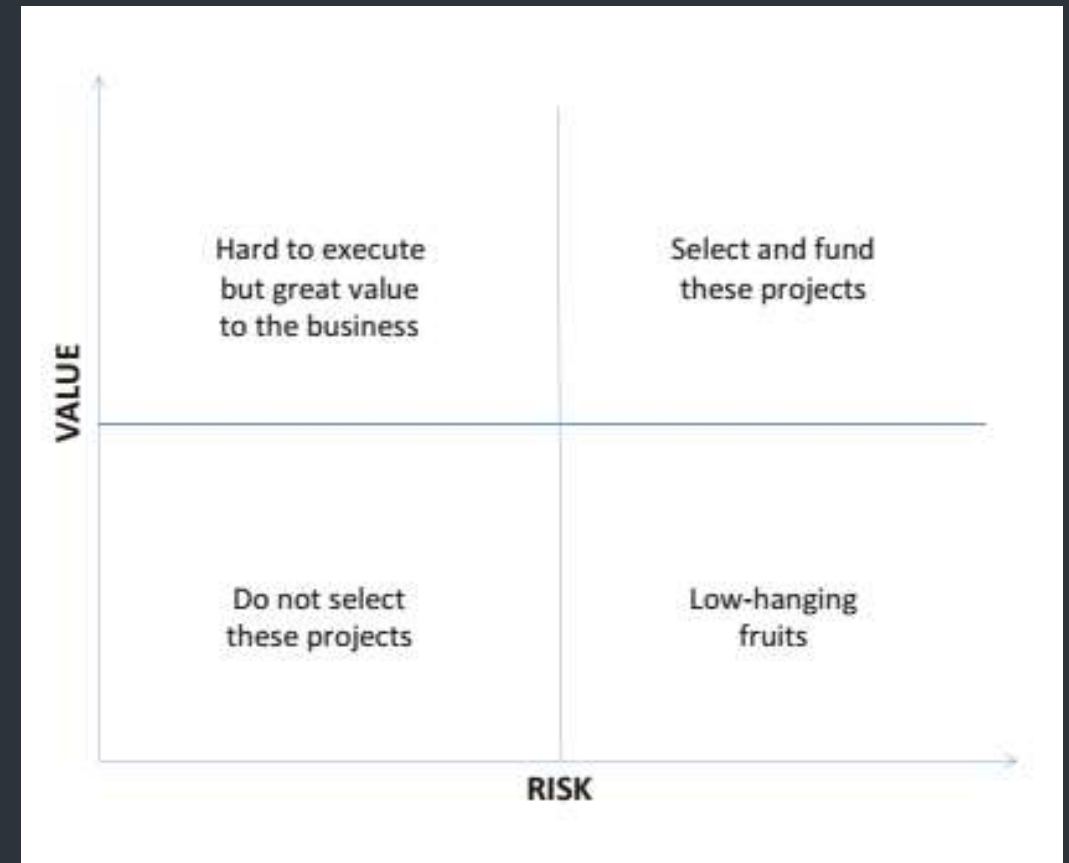 Hard to execute
but great value
to the business
Select and fund
these projects
VALUE
Do not select
these projects
Low-hanging
fruits
RISK